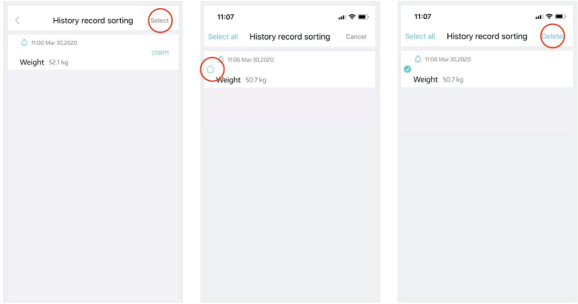 History record sorting Select
11:00 Mar.30,2020
claim
Weight 52.1 kg
11:07
Select all History record sorting Cancel
11:06 Mar.30,2020
Weight 50.7 kg
11:07
Select all History record sorting Delete
11:06 Mar.30,2020
Weight 50.7 kg